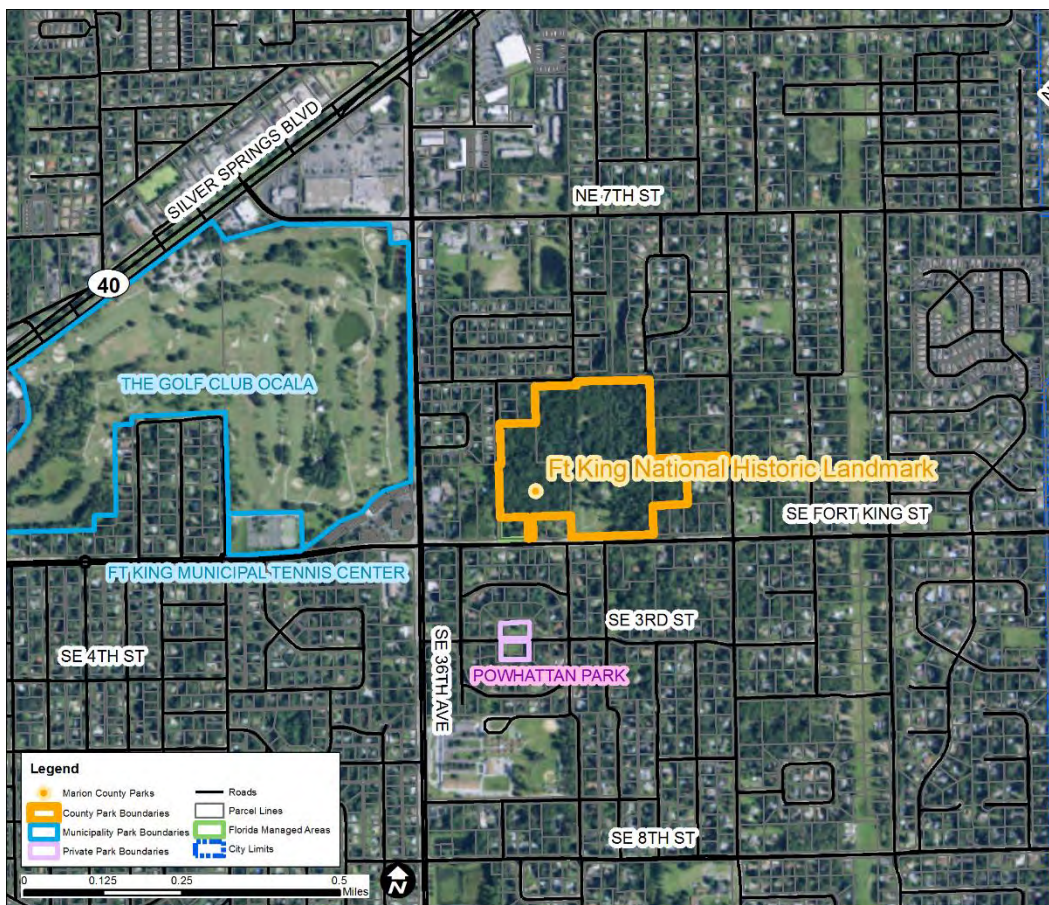 SILVER SPRINGS BLVD
NE 7TH ST
40
THE GOLF CLUB OCALA
Ft King National Historic Landmark
SE FORT KING ST
FT KING MUNICIPAL TENNIS CENTER
SE 3RD ST
SE 4TH ST
SE 36TH AVE
POWHATTAN PARK
SE 8TH ST
Legend
Marion County Parks
County Park Boundaries
Municipality Park Boundaries
Private Park Boundaries
Roads
Parcel Lines
Florida Managed Areas
City Limits
0 0.125 0.25 0.5
Miles
N